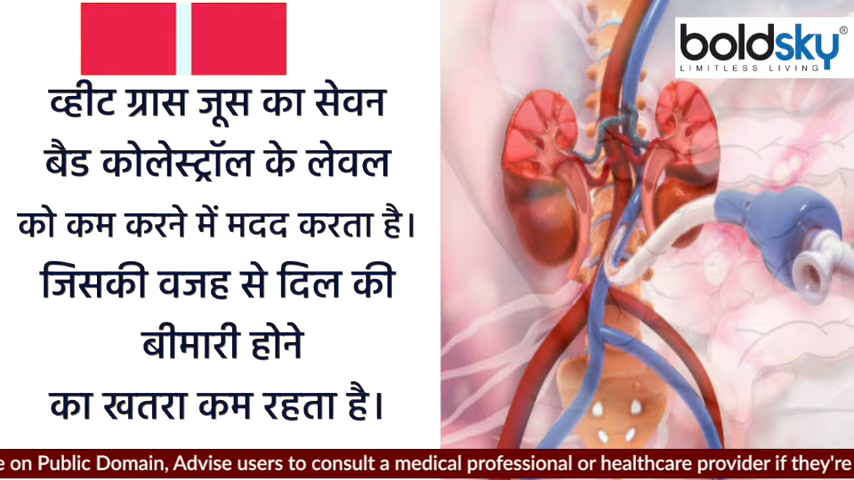 boldsky®
LIMITLESS LIVING
व्हीट ग्रास जूस का सेवन
बैड कोलेस्ट्रॉल के लेवल
को कम करने में मदद करता है।
जिसकी वजह से दिल की
बीमारी होने
का खतरा कम रहता है।
e on Public Domain, Advise users to consult a medical professional or healthcare provider if they're